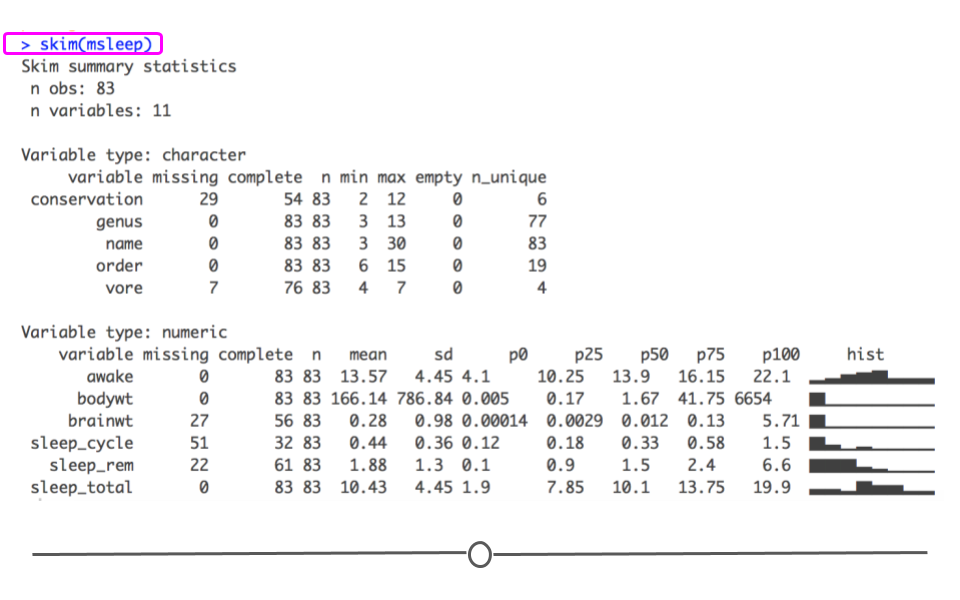 > skim(msleep)
Skim summary statistics
n obs: 83
n variables: 11
Variable type: character
variable missing complete n min max empty n_unique
conservation 29 54 83 2 12 0 6
genus 0 83 83 3 13 0 77
name 0 83 83 3 30 0 83
order 0 83 83 6 15 0 19
vore 7 76 83 4 7 0 4
Variable type: numeric
variable missing complete n mean sd p0 p25 p50 p75 p100 hist
awake 0 83 83 13.57 4.45 4.1 10.25 13.9 16.15 22.1
bodywt 0 83 83 166.14 786.84 0.005 0.17 1.67 41.75 6654
brainwt 27 56 83 0.28 0.98 0.00014 0.0029 0.012 0.13 5.71
sleep_cycle 51 32 83 0.44 0.36 0.12 0.18 0.33 0.58 1.5
sleep_rem 22 61 83 1.88 1.3 0.1 0.9 1.5 2.4 6.6
sleep_total 0 83 83 10.43 4.45 1.9 7.85 10.1 13.75 19.9